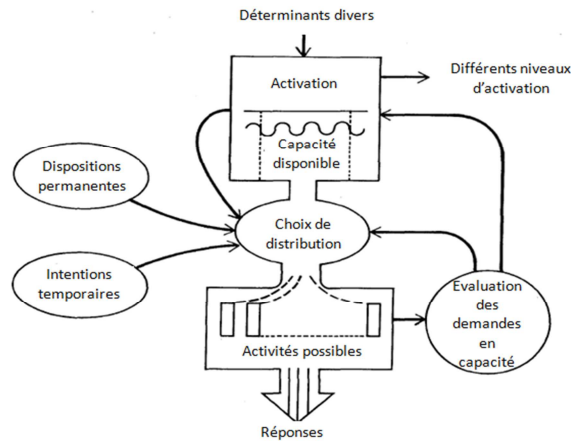 Déterminants divers
Activation
Différents niveaux
d'activation
Capacité
disponible
Dispositions
permanentes
Choix de
distribution
Intentions
temporaires
Evaluation
des
demandes
en
capacité
Activités possibles
Réponses